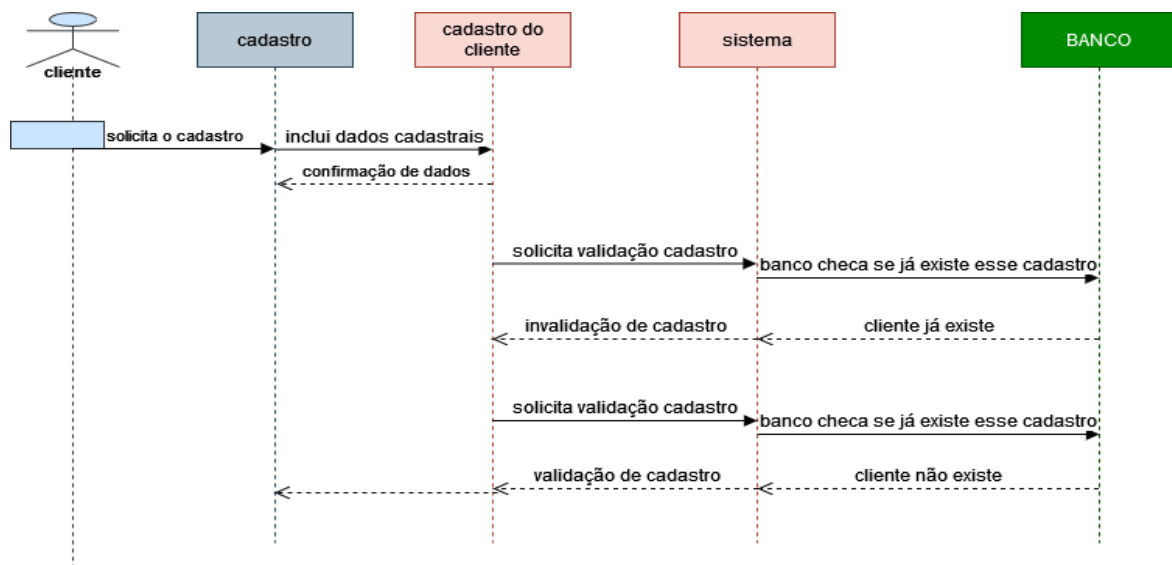 cliente
cadastro
cadastro do
cliente
sistema
BANCO
solicita o cadastro
inclui dados cadastrais
confirmação de dados
solicita validação cadastro
banco checa se já existe esse cadastro
invalidação de cadastro
cliente já existe
solicita validação cadastro
banco checa se já existe esse cadastro
validação de cadastro
cliente não existe